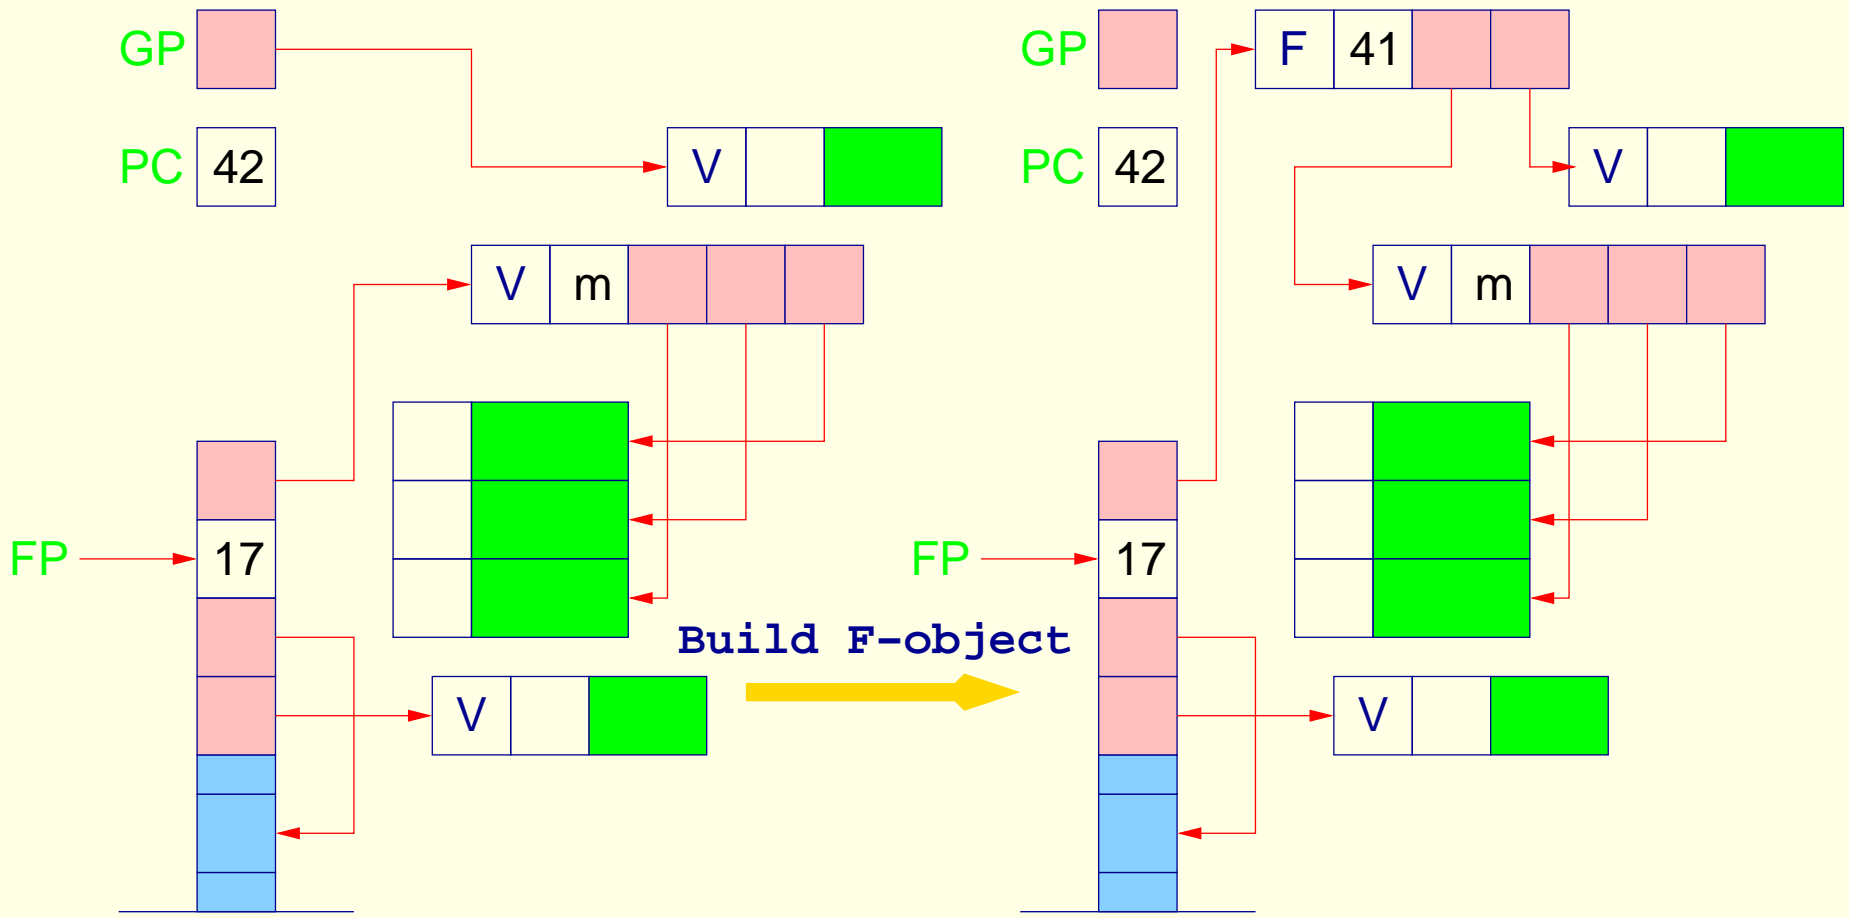 GP
PC 42
V
V m
FP 17
V
Build F-object
GP
F 41
PC 42
V
V m
FP 17
V